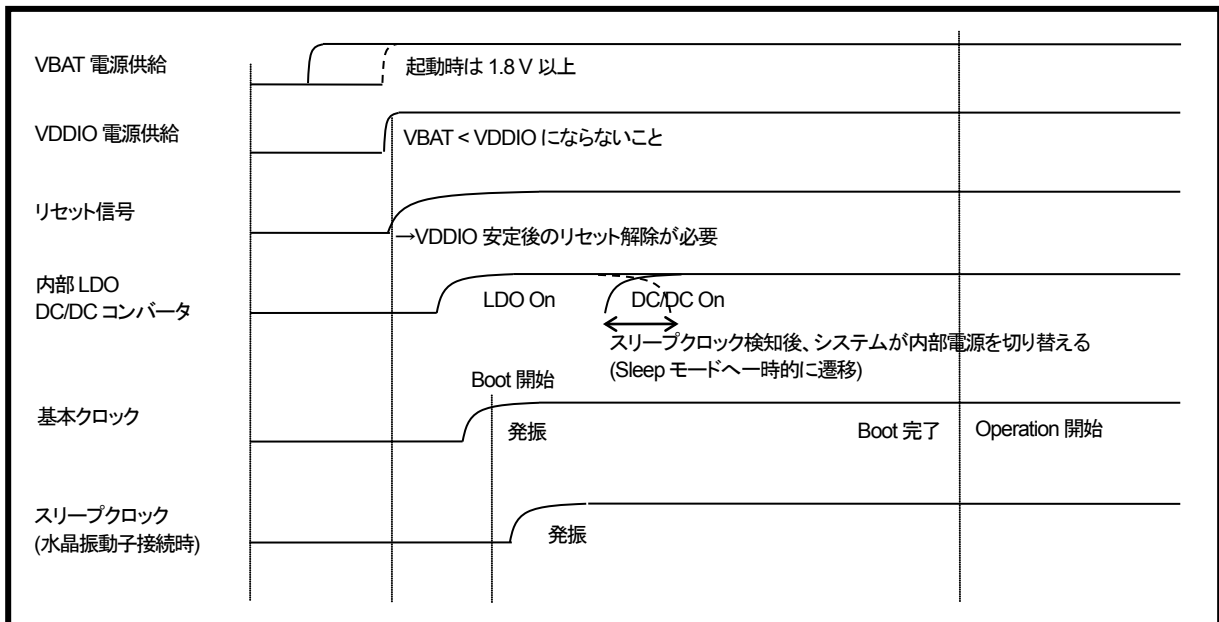 VBAT 電源供給
起動時は 1.8 V 以上
VDDIO 電源供給
VBAT < VDDIO にならないこと
リセット信号
→VDDIO 安定後のリセット解除が必要
内部 LDO
DC/DC コンバータ
LDO On
DC/DC On
スリープクロック検知後、システムが内部電源を切り替える
(Sleep モードへ一時的に遷移)
Boot 開始
基本クロック
発振
Boot 完了
Operation 開始
スリープクロック
(水晶振動子接続時)
発振